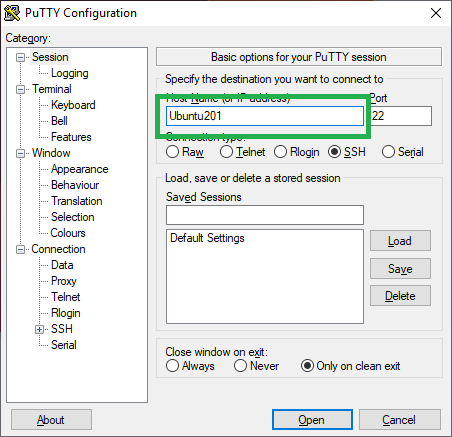 PuTTY Configuration
Category:
Session
Logging
Terminal
Keyboard
Bell
Features
Window
Appearance
Behaviour
Translation
Selection
Colours
Connection
Data
Proxy
Telnet
Rlogin
SSH
Serial
Basic options for your PuTTY session
Specify the destination you want to connect to
Host Name (or IP address) Port
Ubuntu201 22
Connection type:
Raw Telnet Rlogin SSH Serial
Load, save or delete a stored session
Saved Sessions
Default Settings
Load
Save
Delete
Close window on exit:
Always Never Only on clean exit
About Open Cancel